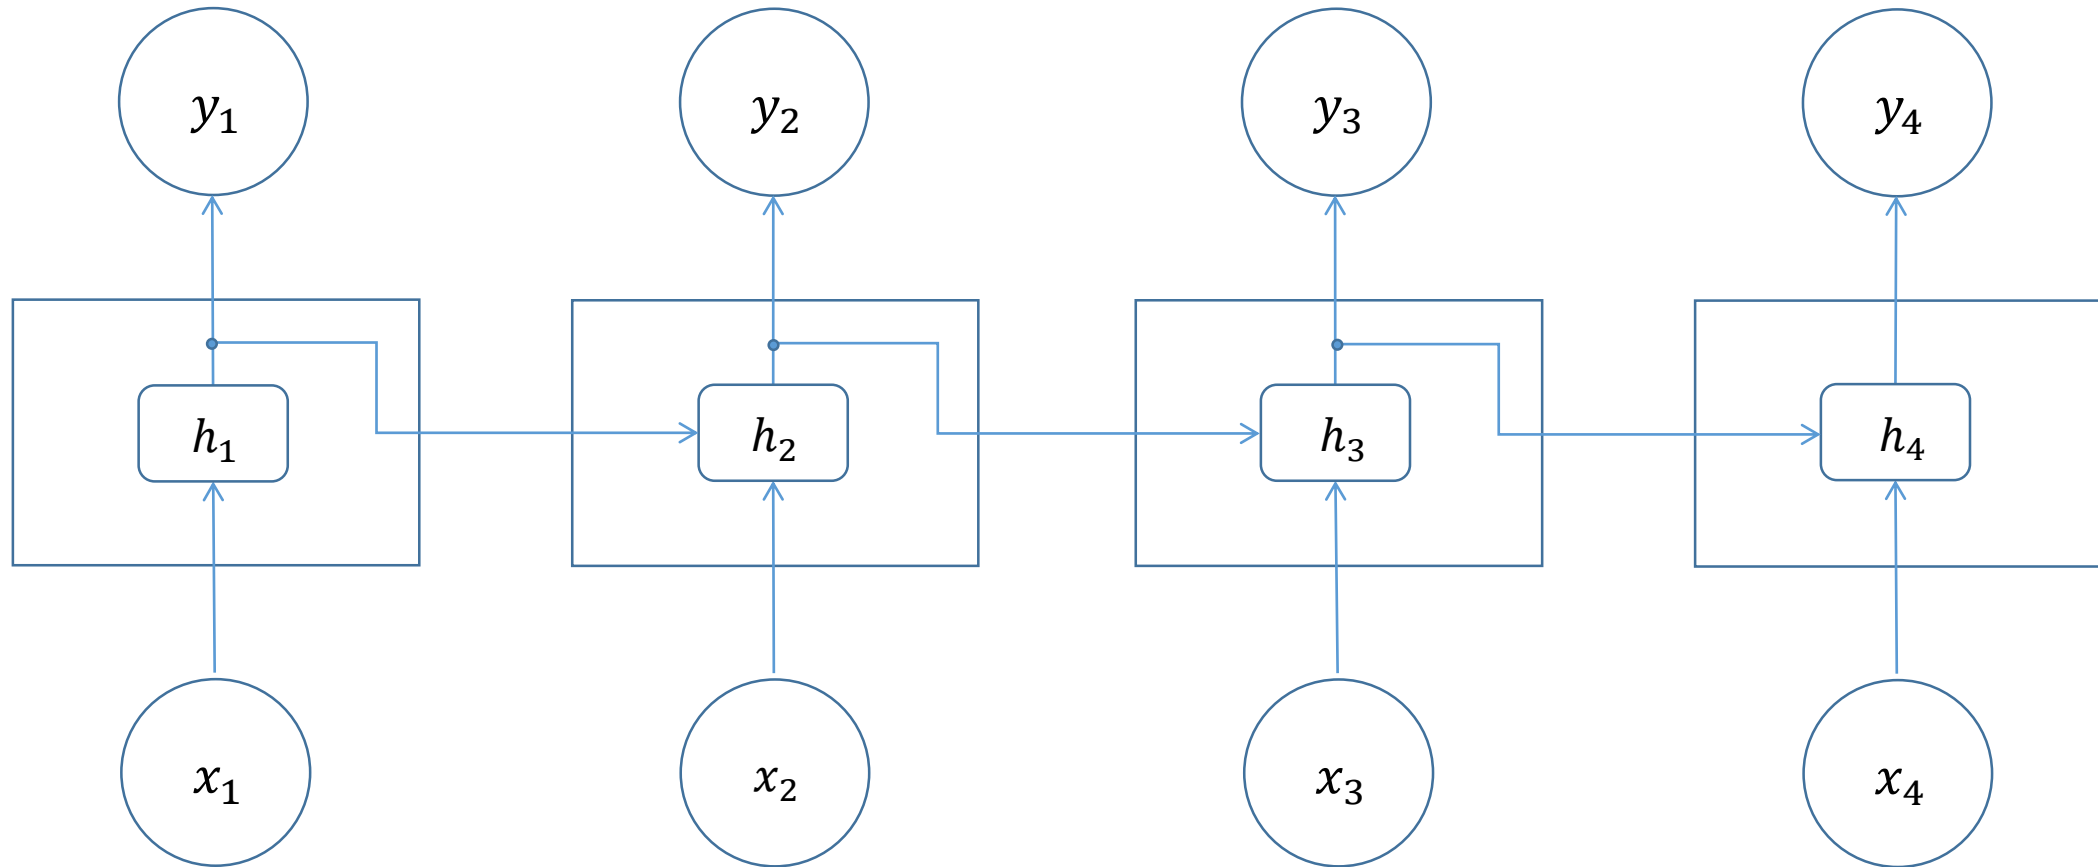 y₁ y₂ y₃ y₄
h₁ h₂ h₃ h₄
x₁ x₂ x₃ x₄